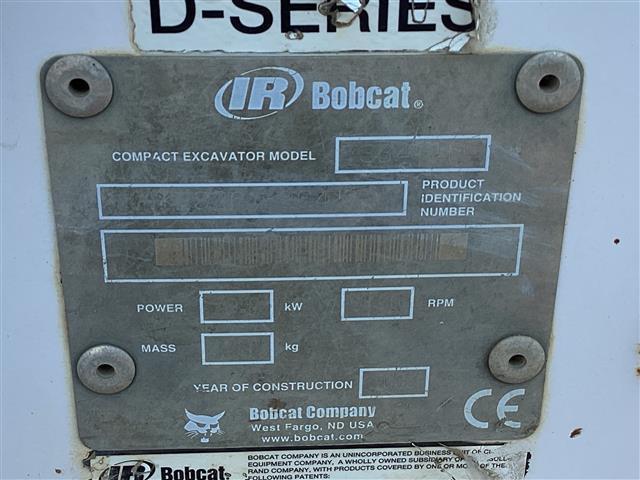 D-SERIES
IR Bobcat®
COMPACT EXCAVATOR MODEL
PRODUCT
IDENTIFICATION
NUMBER
POWER kW RPM
MASS kg
YEAR OF CONSTRUCTION
Bobcat Company
West Fargo, ND USA
www.bobcat.com
CE
IR Bobcat
BOBCAT COMPANY IS AN UNINCORPORATED BUSINESS UNIT OF
EQUIPMENT COMPANY, A WHOLLY OWNED SUBSIDIARY
RAND COMPANY, WITH PRODUCTS COVERED BY ONE OR MORE OF THE
FOLLOWING PATENTS: